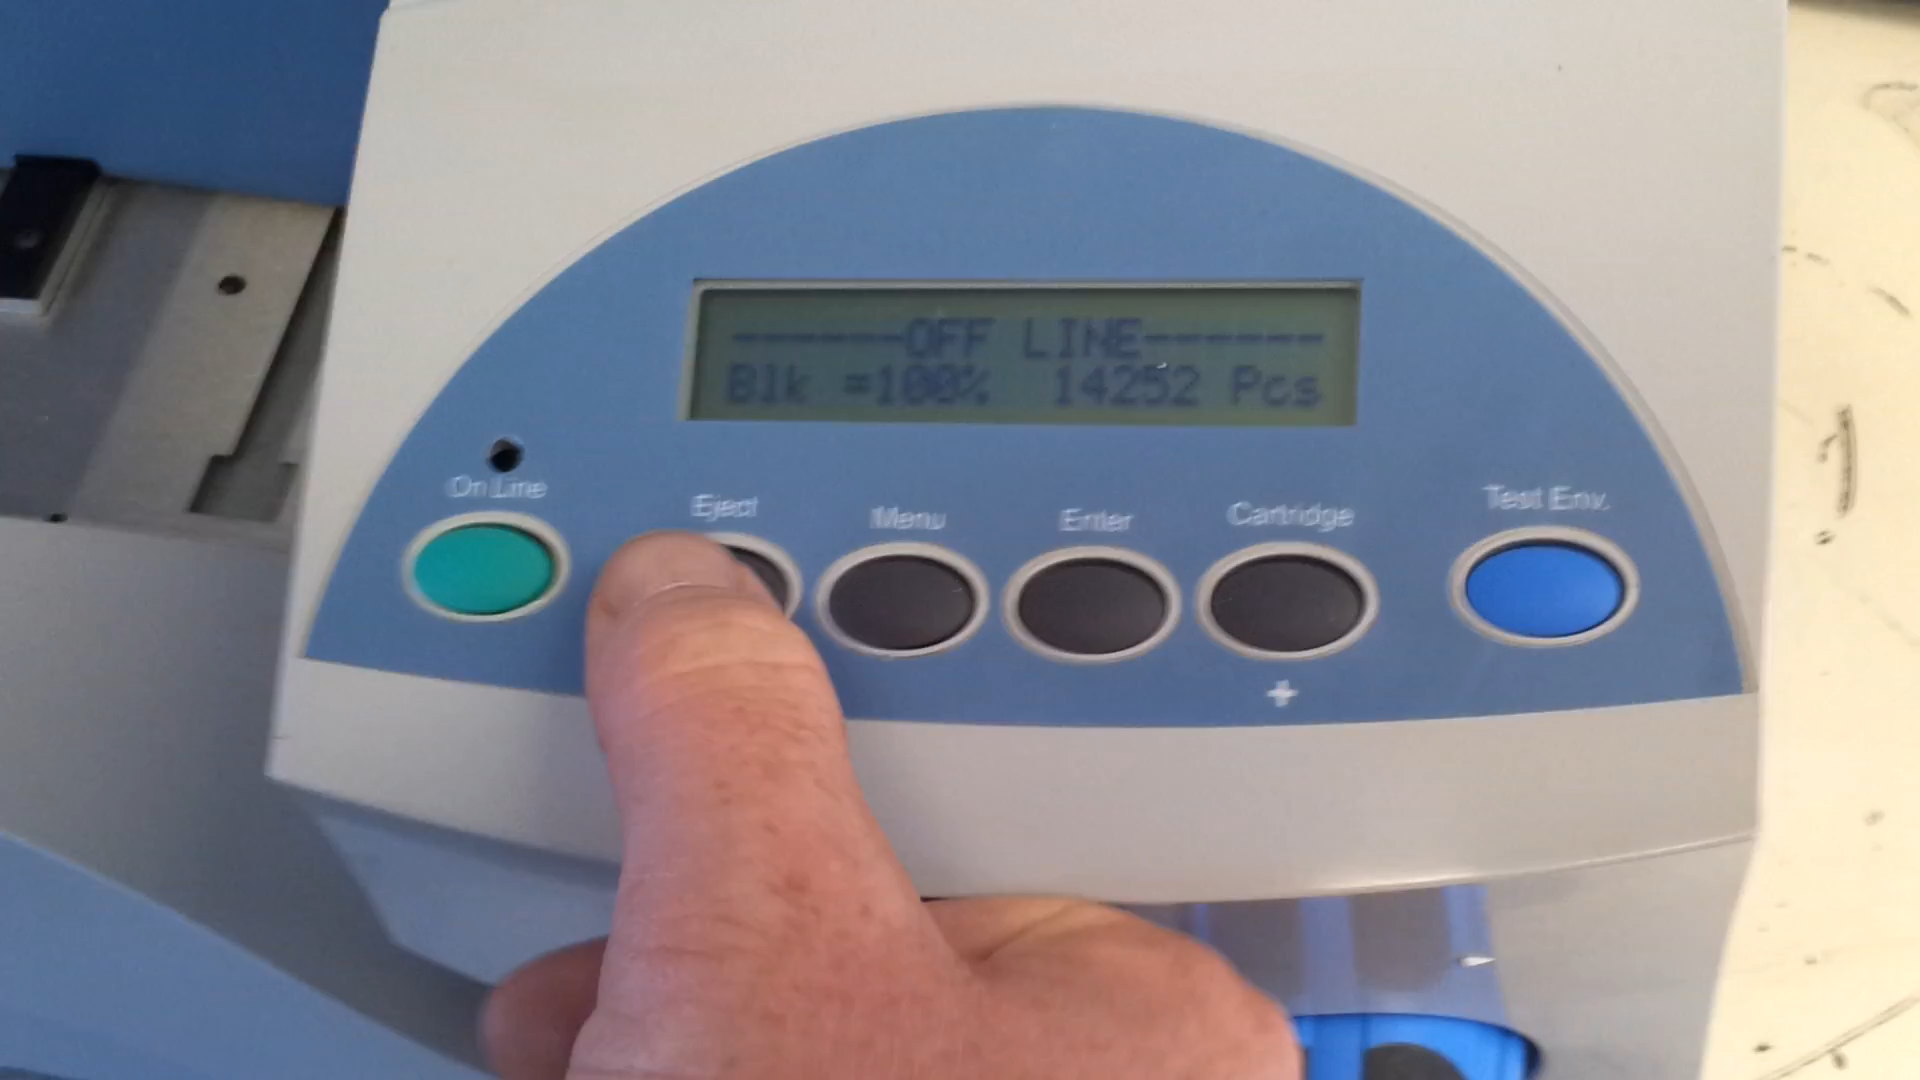 -------OFF LINE-------
Blk =100% 14252 Pcs
On Line
Eject
Menu
Enter
Cartridge
Test Env.
+